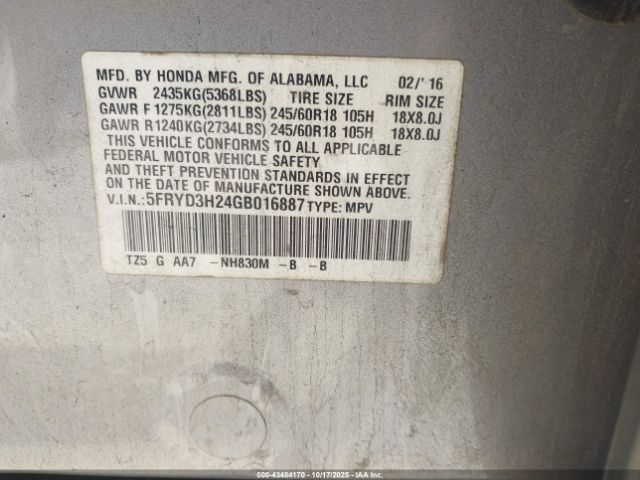 MFD. BY HONDA MFG. OF ALABAMA, LLC 02/'16
GVWR 2435KG(5368LBS) TIRE SIZE RIM SIZE
GAWR F 1275KG(2811LBS) 245/60R18 105H 18X8.0J
GAWR R1240KG(2734LBS) 245/60R18 105H 18X8.0J
THIS VEHICLE CONFORMS TO ALL APPLICABLE
FEDERAL MOTOR VEHICLE SAFETY
AND THEFT PREVENTION STANDARDS IN EFFECT
ON THE DATE OF MANUFACTURE SHOWN ABOVE.
V.I.N.:5FRYD3H24GB016887 TYPE: MPV
TZ5 G AA7 -NH830M -B -B
000-43484170 | 10/17/2025 - IAAI.COM